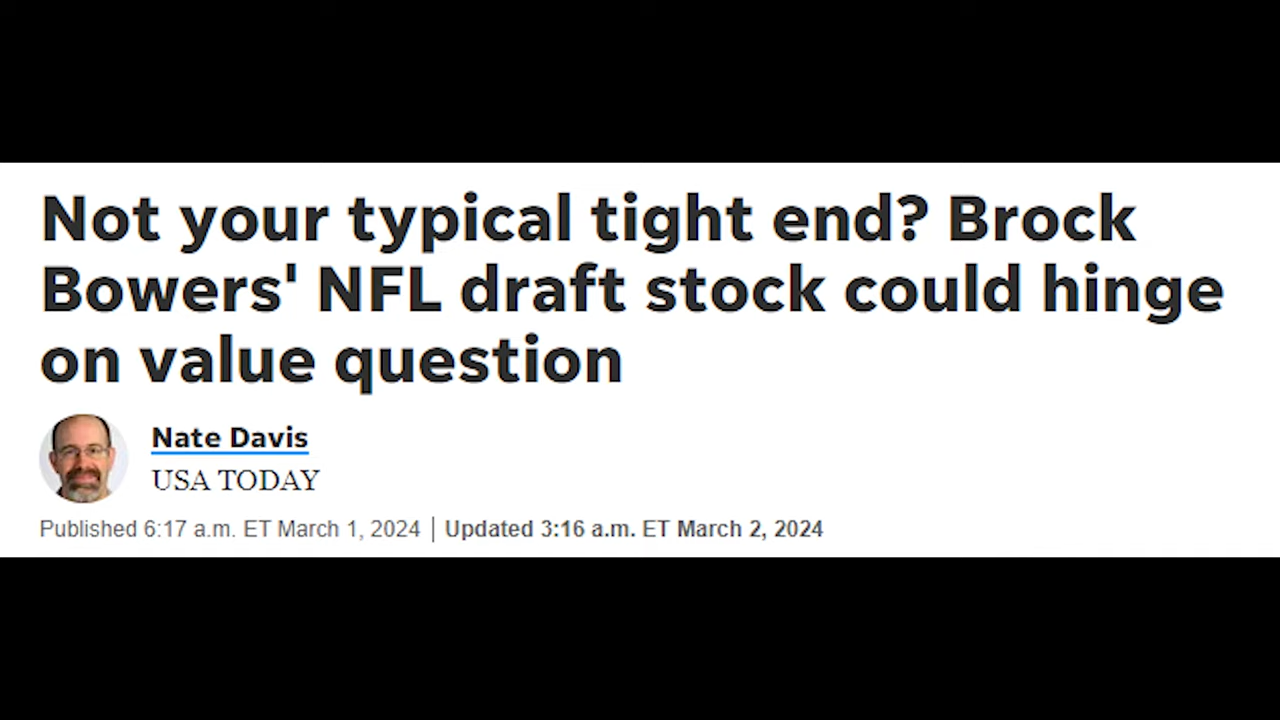 Not your typical tight end? Brock
Bowers' NFL draft stock could hinge
on value question
Nate Davis
USA TODAY
Published 6:17 a.m. ET March 1, 2024 | Updated 3:16 a.m. ET March 2, 2024